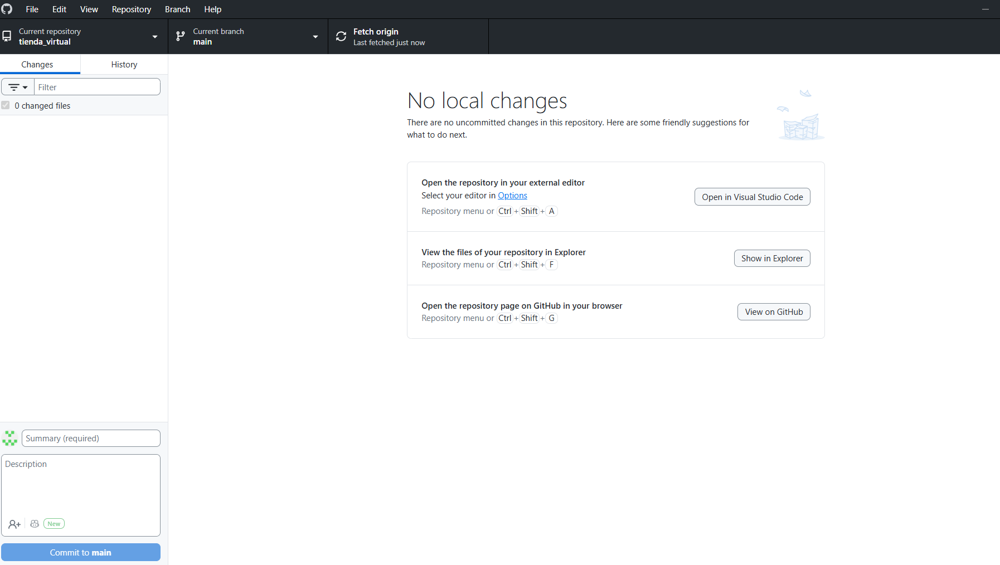 File Edit View Repository Branch Help
Current repository
tienda_virtual
Current branch
main
Fetch origin
Last fetched just now
Changes
History
Filter
0 changed files
No local changes
There are no uncommitted changes in this repository. Here are some friendly suggestions for
what to do next.
Open the repository in your external editor
Select your editor in Options
Repository menu or Ctrl + Shift + A
Open in Visual Studio Code
View the files of your repository in Explorer
Repository menu or Ctrl + Shift + F
Show in Explorer
Open the repository page on GitHub in your browser
Repository menu or Ctrl + Shift + G
View on GitHub
Summary (required)
Description
New
Commit to main